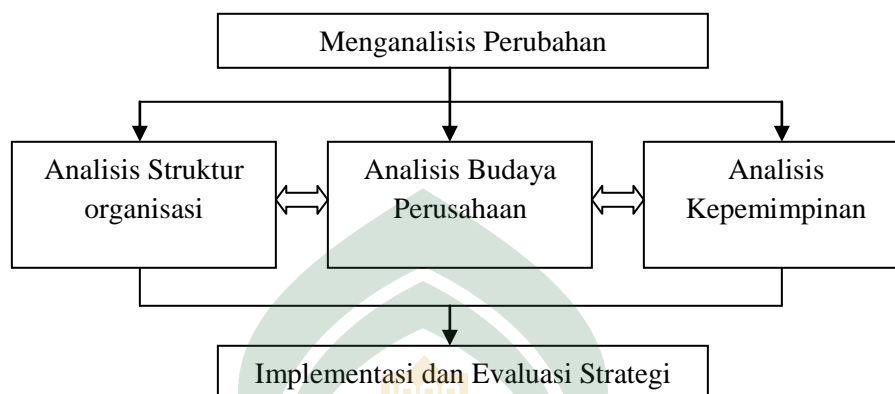 Menganalisis Perubahan
Analisis Struktur
organisasi
Analisis Budaya
Perusahaan
Analisis
Kepemimpinan
Implementasi dan Evaluasi Strategi